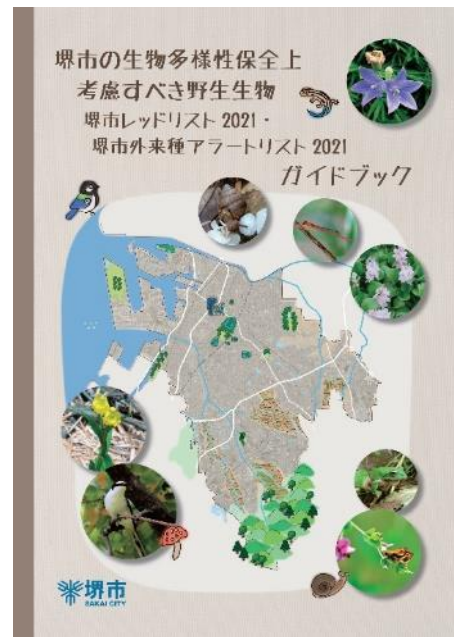 堺市の生物多様性保全上
考慮すべき野生生物
堺市レッドリスト 2021・
堺市外来種アラートリスト 2021
ガイドブック
堺市
SAKAI CITY